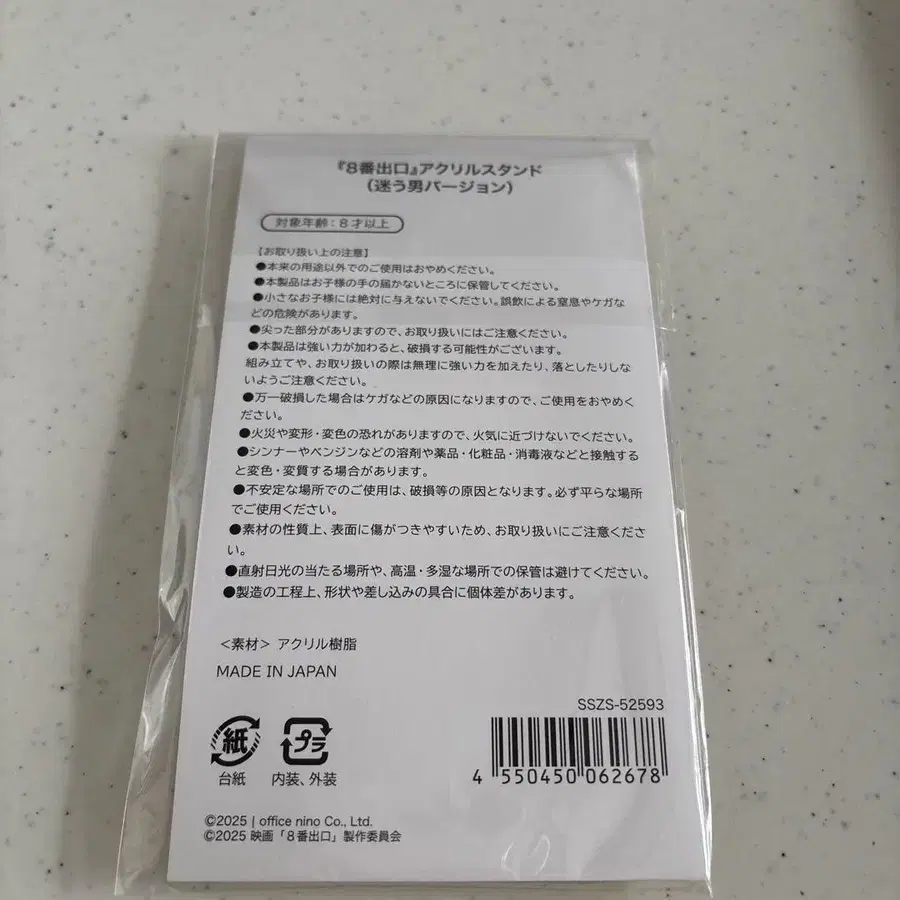 『8番出口』アクリルスタンド
(迷う男バージョン)
対象年齢:8才以上
【お取り扱い上の注意】
●本来の用途以外でのご使用はおやめください。
●本製品はお子様の手の届かないところに保管してください。
●小さなお子様には絶対に与えないでください。誤飲による窒息やケガな
どの危険があります。
●尖った部分がありますので、お取り扱いにはご注意ください。
●本製品は強い力が加わると、破損する可能性がございます。
組み立てや、お取り扱いの際は無理に強い力を加えたり、落としたりしな
いようご注意ください。
●万一破損した場合はケガなどの原因になりますので、ご使用をおやめく
ださい。
●火災や変形・変色の恐れがありますので、火気に近づけないでください。
●シンナーやベンジンなどの溶剤や薬品・化粧品・消毒液などと接触する
と変色・変質する場合があります。
●不安定な場所でのご使用は、破損等の原因となります。必ず平らな場所
でご使用ください。
●素材の性質上、表面に傷がつきやすいため、お取り扱いにご注意くださ
い。
●直射日光の当たる場所や、高温・多湿な場所での保管は避けてください。
●製造の工程上、形状や差し込みの具合に個体差があります。
<素材> アクリル樹脂
MADE IN JAPAN
SSZS-52593
紙
台紙
プラ
内装、外装
4 550450 062678
©2025 | office nino Co., Ltd.
©2025 映画「8番出口」製作委員会